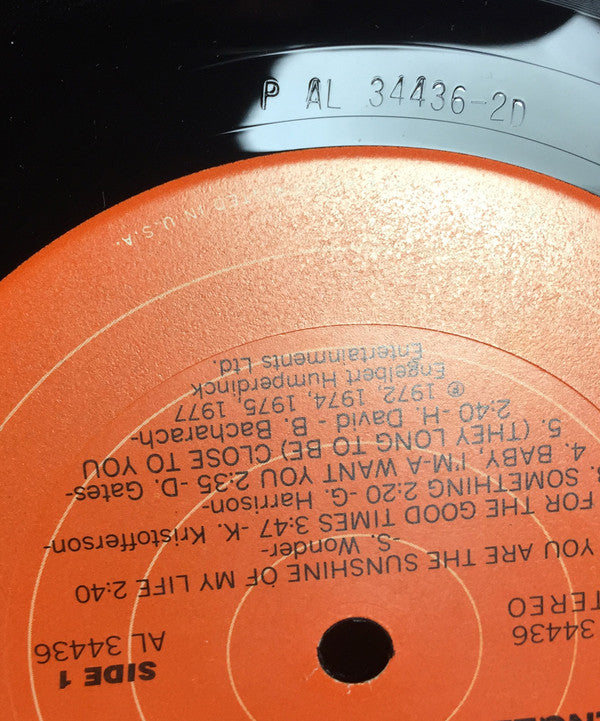 P AL 34436-2D
SIDE 1
AL 34436
34436
TEREO
YOU ARE THE SUNSHINE OF MY LIFE 2:40
-S. Wonder-
FOR THE GOOD TIMES 3:47 -K. Kristofferson-
3. SOMETHING 2:20 -G. Harrison-
4. BABY, I'M-A WANT YOU 2:35 -D. Gates-
5. (THEY LONG TO BE) CLOSE TO YOU
2:40 -H. David - B. Bacharach-
℗ 1972, 1974, 1975, 1977
Engelbert Humperdinck
Entertainments Ltd.
IN U.S.A.